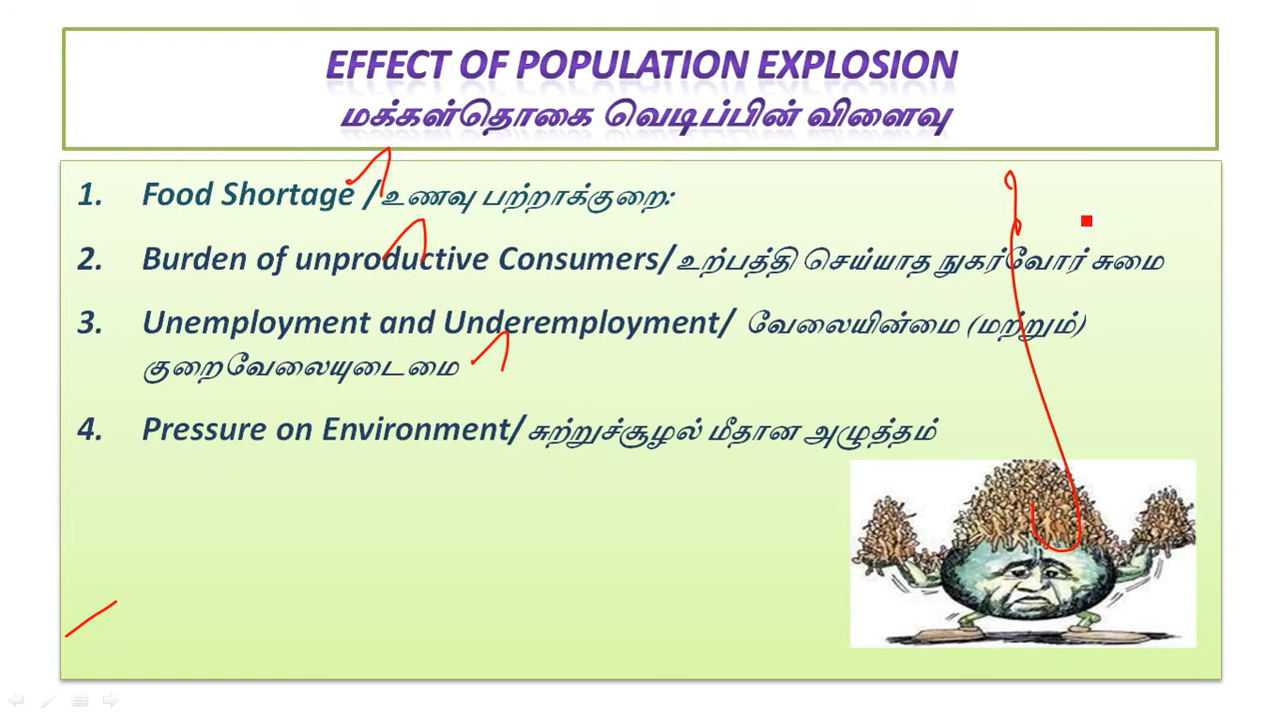 EFFECT OF POPULATION EXPLOSION
மக்கள்தொகை வெடிப்பின் விளைவு
1. Food Shortage /உணவு பற்றாக்குறை:
2. Burden of unproductive Consumers/உற்பத்தி செய்யாத நுகர்வோர் சுமை
3. Unemployment and Underemployment/ வேலையின்மை (மற்றும்)
குறைவேலையுடைமை
4. Pressure on Environment/சுற்றுச்சூழல் மீதான அழுத்தம்